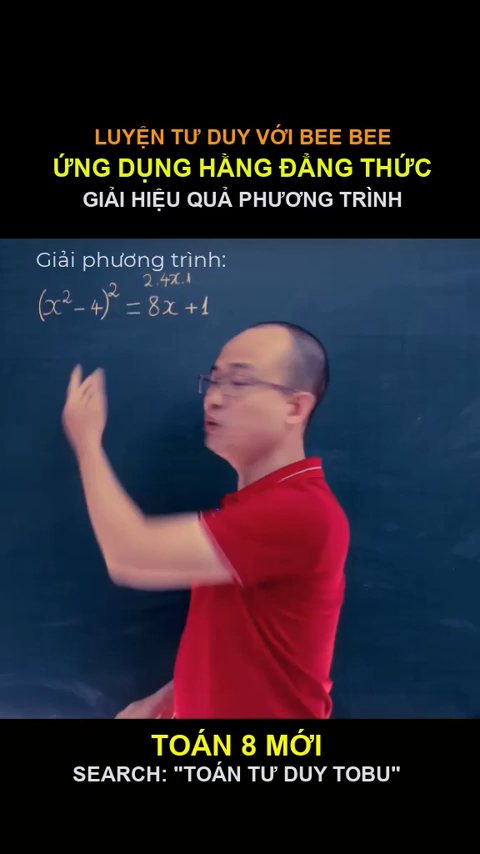 LUYỆN TƯ DUY VỚI BEE BEE
ỨNG DỤNG HẰNG ĐẲNG THỨC
GIẢI HIỆU QUẢ PHƯƠNG TRÌNH
Giải phương trình:
2.4x.1
(x² - 4)² = 8x + 1
TOÁN 8 MỚI
SEARCH: "TOÁN TƯ DUY TOBU"